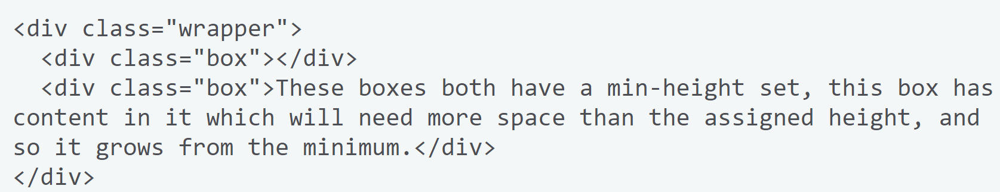 <div class="wrapper">
  <div class="box"></div>
  <div class="box">These boxes both have a min-height set, this box has
content in it which will need more space than the assigned height, and
so it grows from the minimum.</div>
</div>